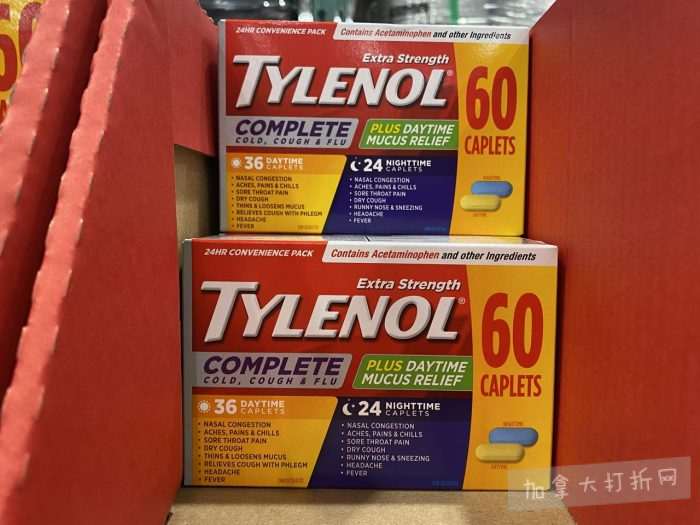 24HR CONVENIENCE PACK
Contains Acetaminophen and other Ingredients
Extra Strength
TYLENOL®
COMPLETE
COLD, COUGH & FLU
PLUS DAYTIME
MUCUS RELIEF
60
CAPLETS
36 DAYTIME
CAPLETS
NASAL CONGESTION
ACHES, PAINS & CHILLS
SORE THROAT PAIN
DRY COUGH
THINS & LOOSENS MUCUS
RELIEVES COUGH WITH PHLEGM
HEADACHE
FEVER
24 NIGHTTIME
CAPLETS
NASAL CONGESTION
ACHES, PAINS & CHILLS
SORE THROAT PAIN
DRY COUGH
RUNNY NOSE & SNEEZING
HEADACHE
FEVER
NIGHTTIME
DAYTIME
24HR CONVENIENCE PACK
Contains Acetaminophen and other Ingredients
Extra Strength
TYLENOL®
COMPLETE
COLD, COUGH & FLU
PLUS DAYTIME
MUCUS RELIEF
60
CAPLETS
36 DAYTIME
CAPLETS
NASAL CONGESTION
ACHES, PAINS & CHILLS
SORE THROAT PAIN
DRY COUGH
THINS & LOOSENS MUCUS
RELIEVES COUGH WITH PHLEGM
HEADACHE
FEVER
24 NIGHTTIME
CAPLETS
NASAL CONGESTION
ACHES, PAINS & CHILLS
SORE THROAT PAIN
DRY COUGH
RUNNY NOSE & SNEEZING
HEADACHE
FEVER
NIGHTTIME
DAYTIME
加拿大打折网